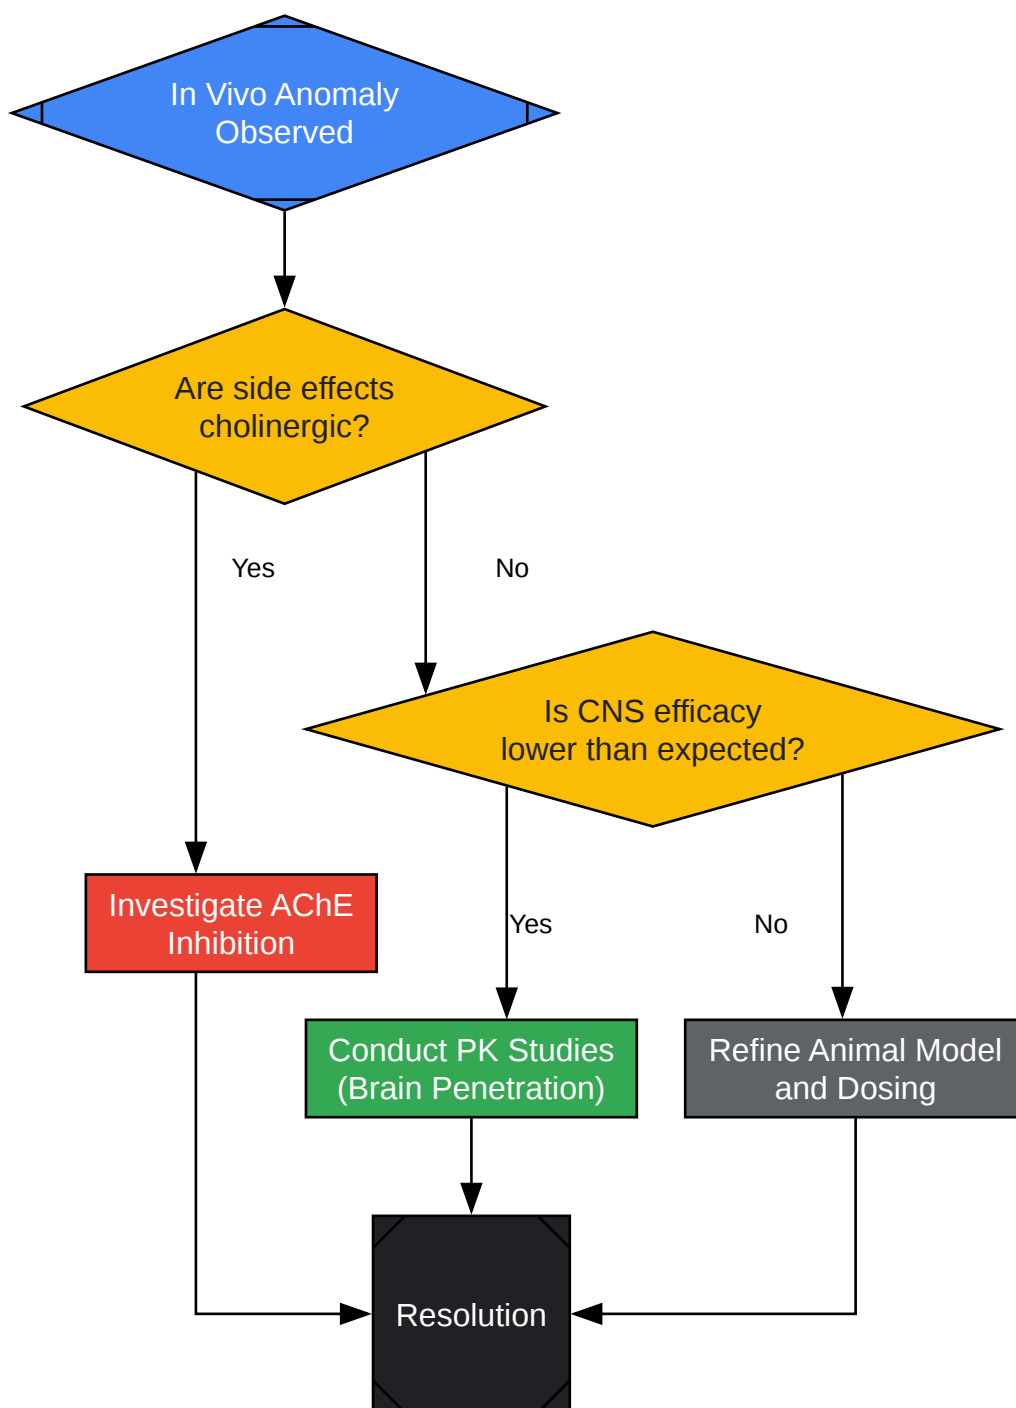 In Vivo Anomaly
Observed
Are side effects
cholinergic?
Yes
No
Is CNS efficacy
lower than expected?
Investigate AChE
Inhibition
Yes
No
Conduct PK Studies
(Brain Penetration)
Refine Animal Model
and Dosing
Resolution